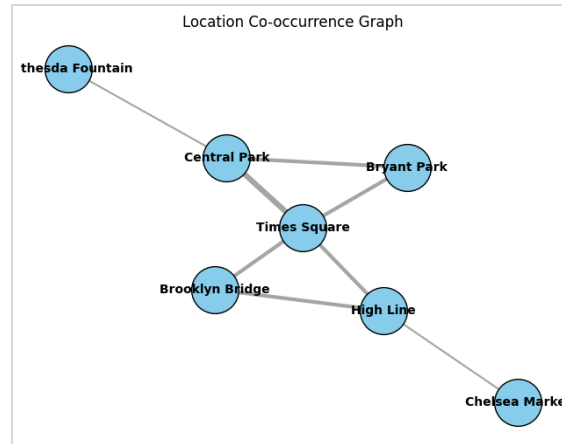 Location Co-occurrence Graph
thesda Fountain
Central Park
Bryant Park
Times Square
Brooklyn Bridge
High Line
Chelsea Marke